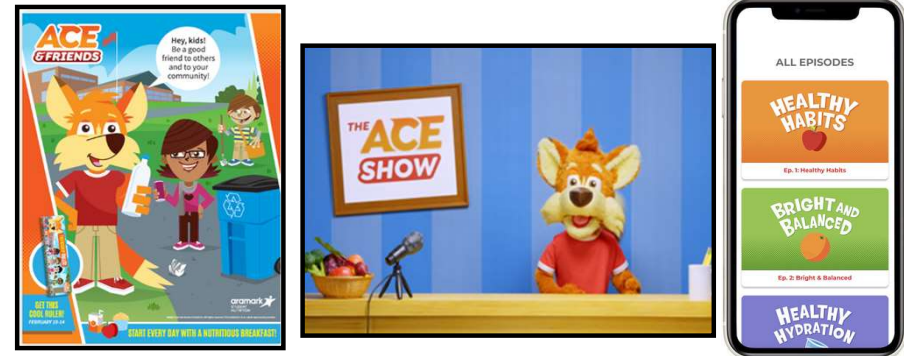 ACE
& FRIENDS
Hey, kids!
Be a good
friend to others
and to your
community!
GET THIS
COOL RULER!
aramark
START EVERY DAY WITH A NUTRITIOUS BREAKFAST!
THE
ACE
SHOW
ALL EPISODES
HEALTHY
HABITS
Ep. 1: Healthy Habits
BRIGHT AND
BALANCED
Ep. 2: Bright & Balanced
HEALTHY
HYDRATION